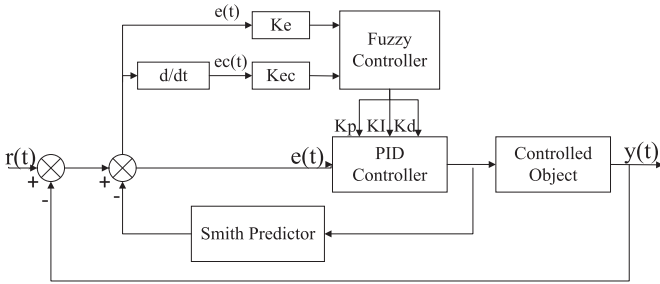 e(t)
Ke
Fuzzy
Controller
d/dt
ec(t)
Kec
Kp
KI
Kd
r(t)
+
-
+
-
e(t)
PID
Controller
Controlled
Object
y(t)
Smith Predictor